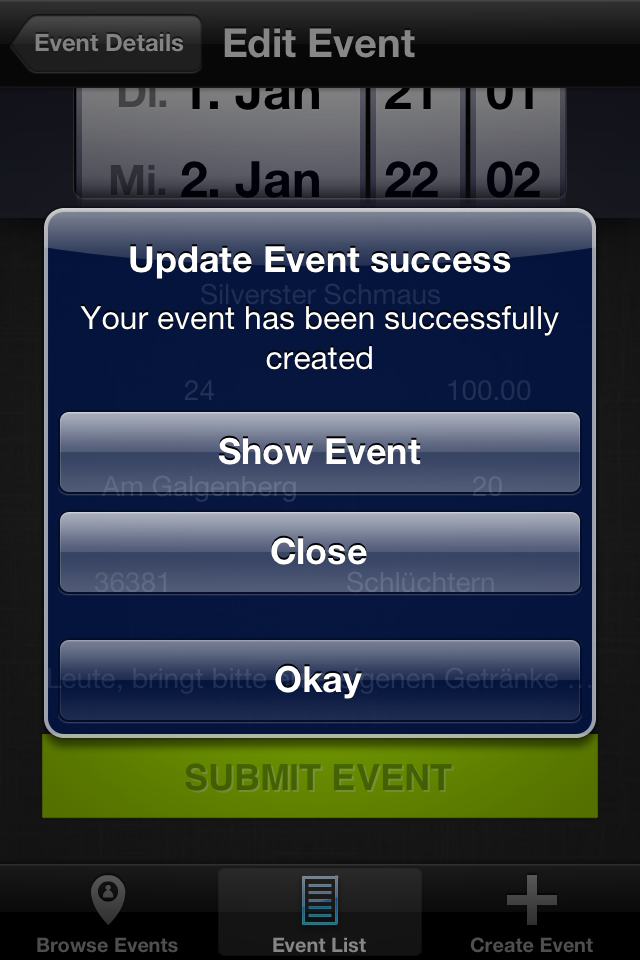 Event Details
Edit Event
Di. 1. Jan 21 01
Mi. 2. Jan 22 02
Update Event success
Silverster Schmaus
Your event has been successfully
created
24 100.00
Show Event
Am Galgenberg 20
Close
36381 Schlüchtern
Leute, bringt bitte eigenen Getränke ...
Okay
SUBMIT EVENT
Browse Events
Event List
Create Event